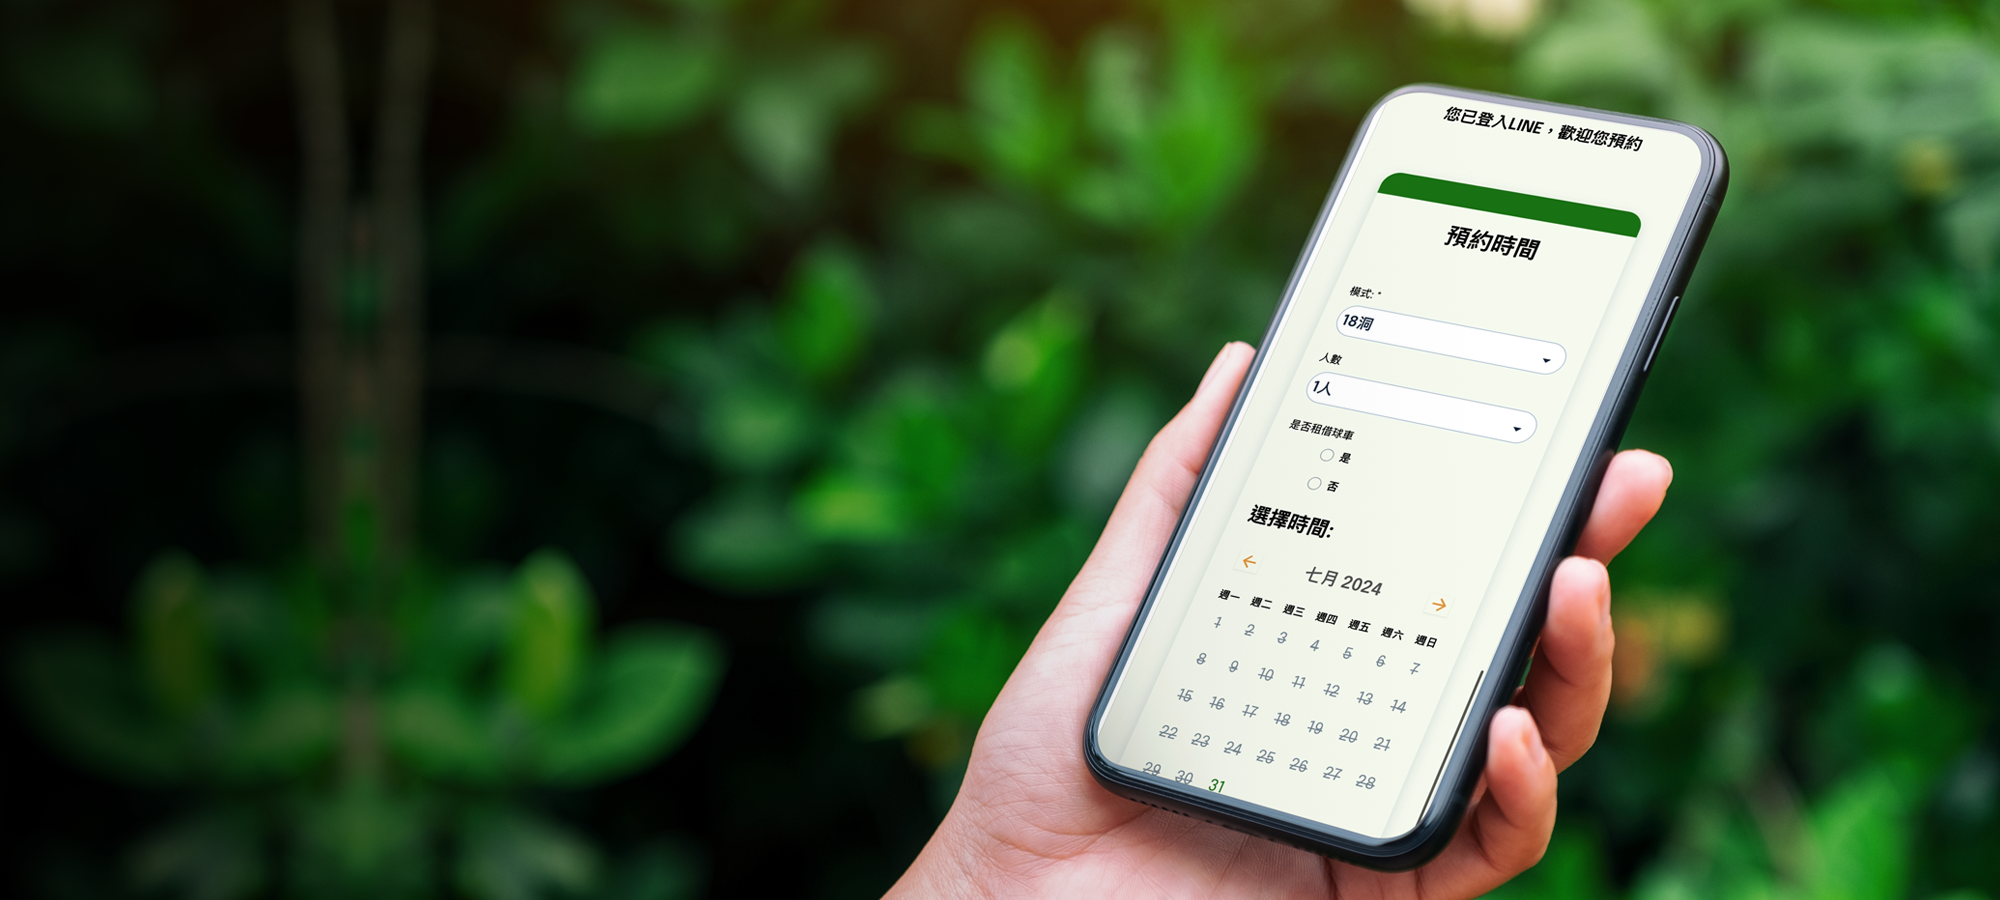 您已登入LINE,歡迎您預約
預約時間
模式: *
18洞
人數
1人
是否租借球車
是
否
選擇時間:
七月 2024
週一 週二 週三 週四 週五 週六 週日
1 2 3 4 5 6 7
8 9 10 11 12 13 14
15 16 17 18 19 20 21
22 23 24 25 26 27 28
29 30 31